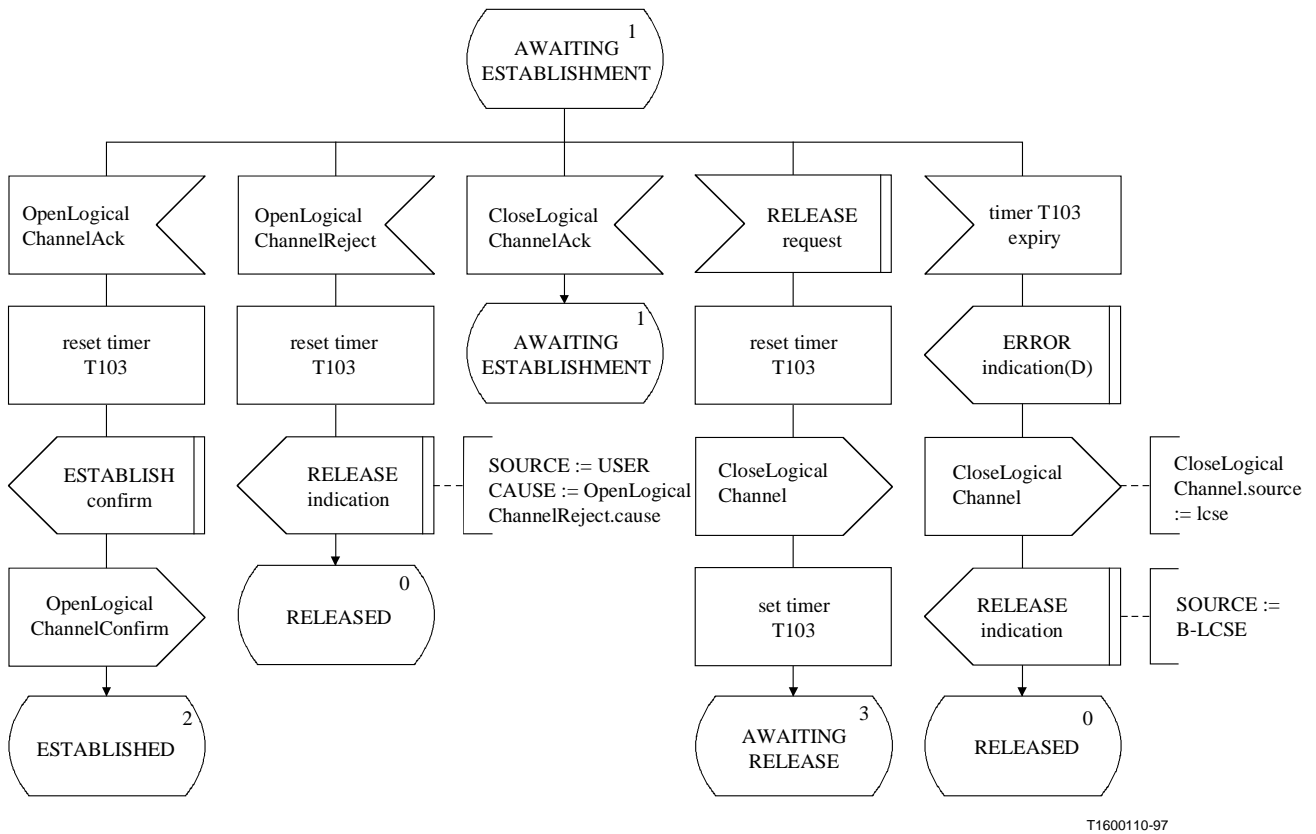 1
AWAITING
ESTABLISHMENT
OpenLogical
ChannelAck
OpenLogical
ChannelReject
CloseLogical
ChannelAck
RELEASE
request
timer T103
expiry
reset timer
T103
reset timer
T103
1
AWAITING
ESTABLISHMENT
reset timer
T103
ERROR
indication(D)
ESTABLISH
confirm
RELEASE
indication
SOURCE := USER
CAUSE := OpenLogical
ChannelReject.cause
CloseLogical
Channel
CloseLogical
Channel
CloseLogical
Channel.source
:= lcse
OpenLogical
ChannelConfirm
0
RELEASED
set timer
T103
RELEASE
indication
SOURCE :=
B-LCSE
2
ESTABLISHED
3
AWAITING
RELEASE
0
RELEASED
T1600110-97